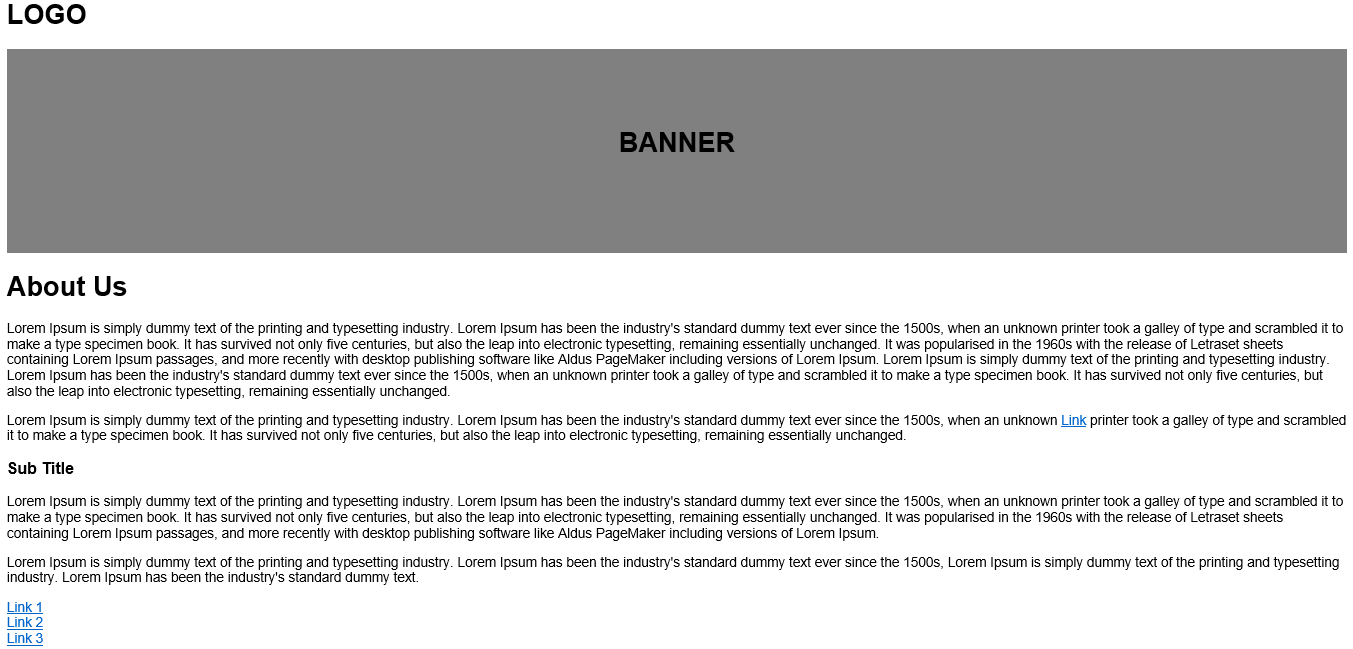 LOGO
BANNER
About Us
Lorem Ipsum is simply dummy text of the printing and typesetting industry. Lorem Ipsum has been the industry's standard dummy text ever since the 1500s, when an unknown printer took a galley of type and scrambled it to
make a type specimen book. It has survived not only five centuries, but also the leap into electronic typesetting, remaining essentially unchanged. It was popularised in the 1960s with the release of Letraset sheets
containing Lorem Ipsum passages, and more recently with desktop publishing software like Aldus PageMaker including versions of Lorem Ipsum. Lorem Ipsum is simply dummy text of the printing and typesetting industry.
Lorem Ipsum has been the industry's standard dummy text ever since the 1500s, when an unknown printer took a galley of type and scrambled it to make a type specimen book. It has survived not only five centuries, but
also the leap into electronic typesetting, remaining essentially unchanged.
Lorem Ipsum is simply dummy text of the printing and typesetting industry. Lorem Ipsum has been the industry's standard dummy text ever since the 1500s, when an unknown Link printer took a galley of type and scrambled
it to make a type specimen book. It has survived not only five centuries, but also the leap into electronic typesetting, remaining essentially unchanged.
Sub Title
Lorem Ipsum is simply dummy text of the printing and typesetting industry. Lorem Ipsum has been the industry's standard dummy text ever since the 1500s, when an unknown printer took a galley of type and scrambled it to
make a type specimen book. It has survived not only five centuries, but also the leap into electronic typesetting, remaining essentially unchanged. It was popularised in the 1960s with the release of Letraset sheets
containing Lorem Ipsum passages, and more recently with desktop publishing software like Aldus PageMaker including versions of Lorem Ipsum.
Lorem Ipsum is simply dummy text of the printing and typesetting industry. Lorem Ipsum has been the industry's standard dummy text ever since the 1500s, Lorem Ipsum is simply dummy text of the printing and typesetting
industry. Lorem Ipsum has been the industry's standard dummy text.
Link 1
Link 2
Link 3